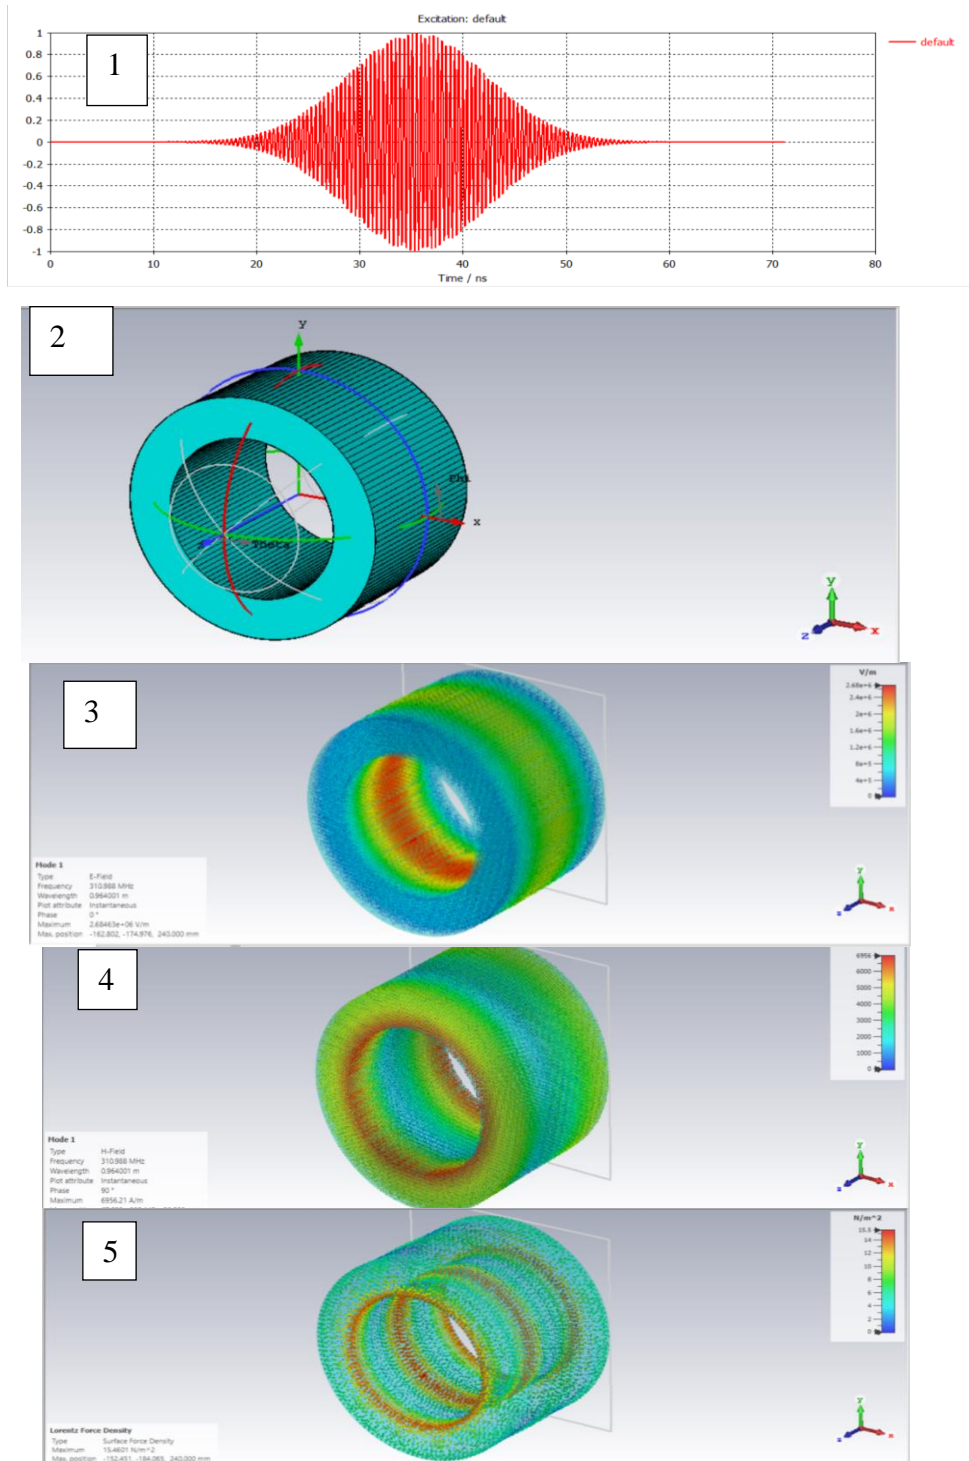 Excitation: default
1
1
0.8
0.6
0.4
0.2
0
-0.2
-0.4
-0.6
-0.8
-1
0 10 20 30 40 50 60 70 80
Time / ns
default
2
y
Phi
x
z
Theta
y
z
x
3
V/m
2.68e+6
2.4e+6
2e+6
1.6e+6
1.2e+6
8e+5
4e+5
0
Mode 1
Type E-Field
Frequency 310.988 MHz
Wavelength 0.964001 m
Plot attribute Instantaneous
Phase 0 °
Maximum 2.68463e+06 V/m
Max. position -162.802, -174.976, 240.000 mm
y
z
x
4
6956
6000
5000
4000
3000
2000
1000
0
Mode 1
Type H-Field
Frequency 310.988 MHz
Wavelength 0.964001 m
Plot attribute Instantaneous
Phase 90 °
Maximum 6956.21 A/m
y
z
x
5
N/m^2
15.5
14
12
10
8
6
4
2
0
Lorentz Force Density
Type Surface Force Density
Maximum 15.4601 N/m^2
Max. position -152.451, -184.065, 240.000 mm
y
z
x